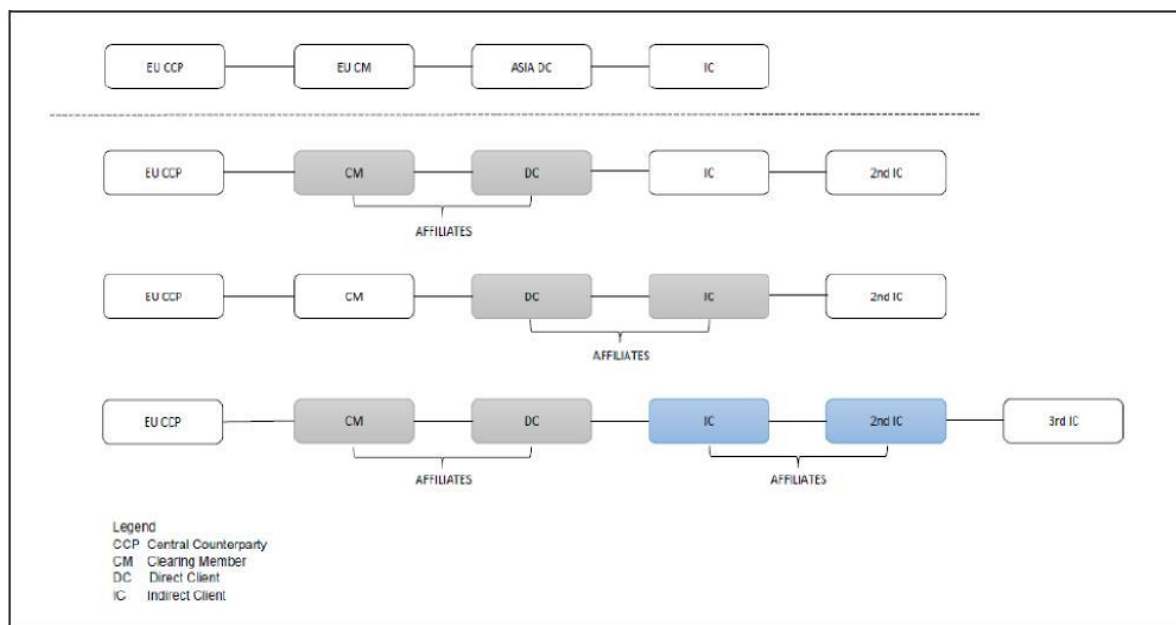 EU CCP EU CM ASIA DC IC
EU CCP CM DC IC 2nd IC
AFFILIATES
EU CCP CM DC IC 2nd IC
AFFILIATES
EU CCP CM DC IC 2nd IC 3rd IC
AFFILIATES AFFILIATES
Legend
CCP Central Counterparty
CM Clearing Member
DC Direct Client
IC Indirect Client